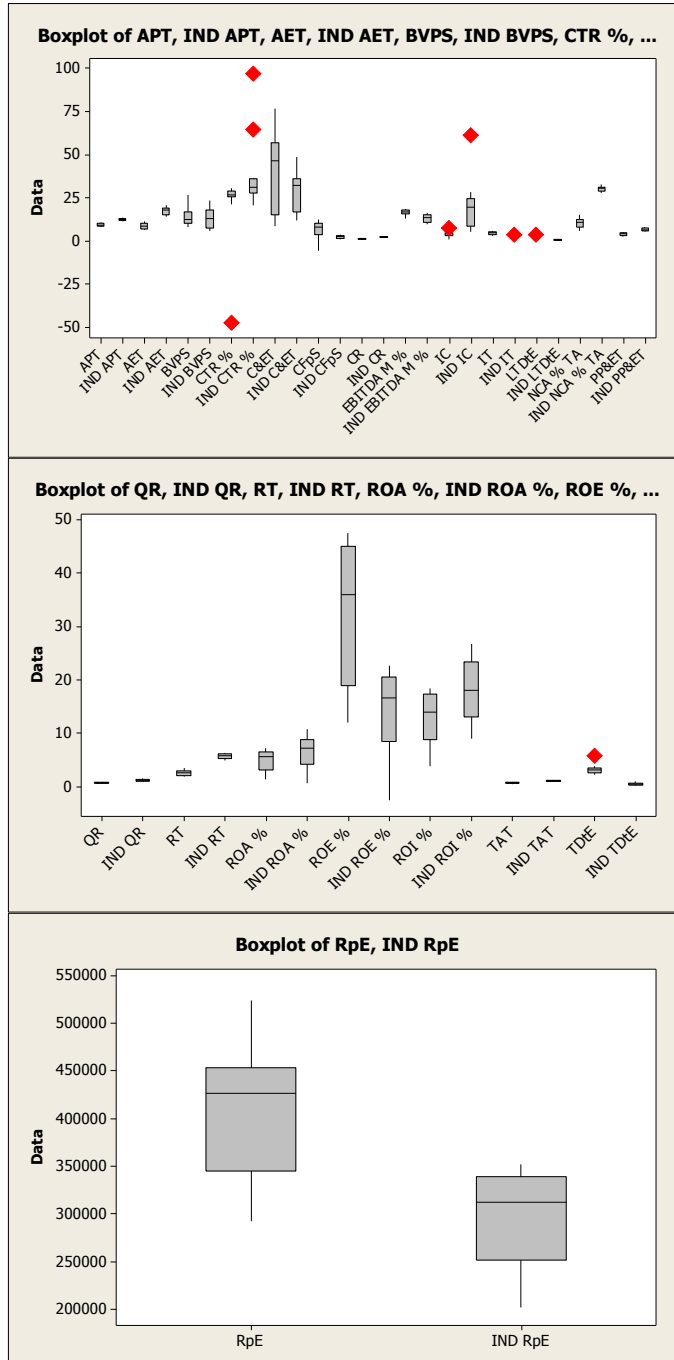 Boxplot of APT, IND APT, AET, IND AET, BVPS, IND BVPS, CTR %, ...
100
75
50
25
0
-50
Data
APT
IND APT
AET
IND AET
BVPS
IND BVPS
CTR %
IND CTR %
C&ET
IND C&ET
CFpS
IND CFpS
CR
IND CR
EBITDA M %
IND EBITDA M %
IC
IND IC
IT
IND IT
LTDtE
IND LTDtE
NCA % TA
IND NCA % TA
PP&ET
IND PP&ET
Boxplot of QR, IND QR, RT, IND RT, ROA %, IND ROA %, ROE %, ...
50
40
30
20
10
0
Data
QR
IND QR
RT
IND RT
ROA %
IND ROA %
ROE %
IND ROE %
ROI %
IND ROI %
TAT
IND TAT
TDtE
IND TDtE
Boxplot of RpE, IND RpE
550000
500000
450000
400000
350000
300000
250000
200000
Data
RpE
IND RpE